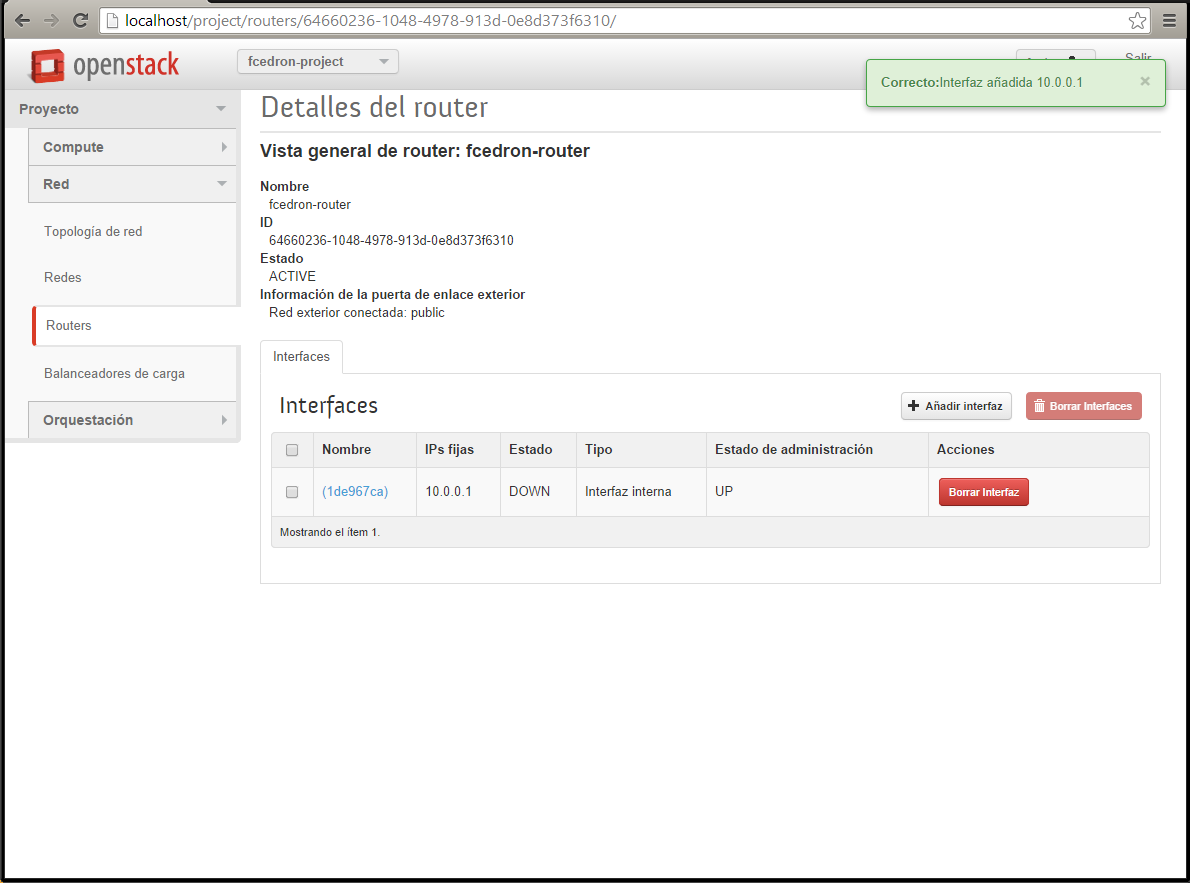 localhost/project/routers/64660236-1048-4978-913d-0e8d373f6310/
openstack
fcedron-project
Salir
Correcto:Interfaz añadida 10.0.0.1 ×
Proyecto
Compute
Red
Topología de red
Redes
Routers
Balanceadores de carga
Orquestación
Detalles del router
Vista general de router: fcedron-router
Nombre
fcedron-router
ID
64660236-1048-4978-913d-0e8d373f6310
Estado
ACTIVE
Información de la puerta de enlace exterior
Red exterior conectada: public
Interfaces
Interfaces
Añadir interfaz Borrar Interfaces
Nombre IPs fijas Estado Tipo Estado de administración Acciones
(1de967ca) 10.0.0.1 DOWN Interfaz interna UP Borrar Interfaz
Mostrando el ítem 1.